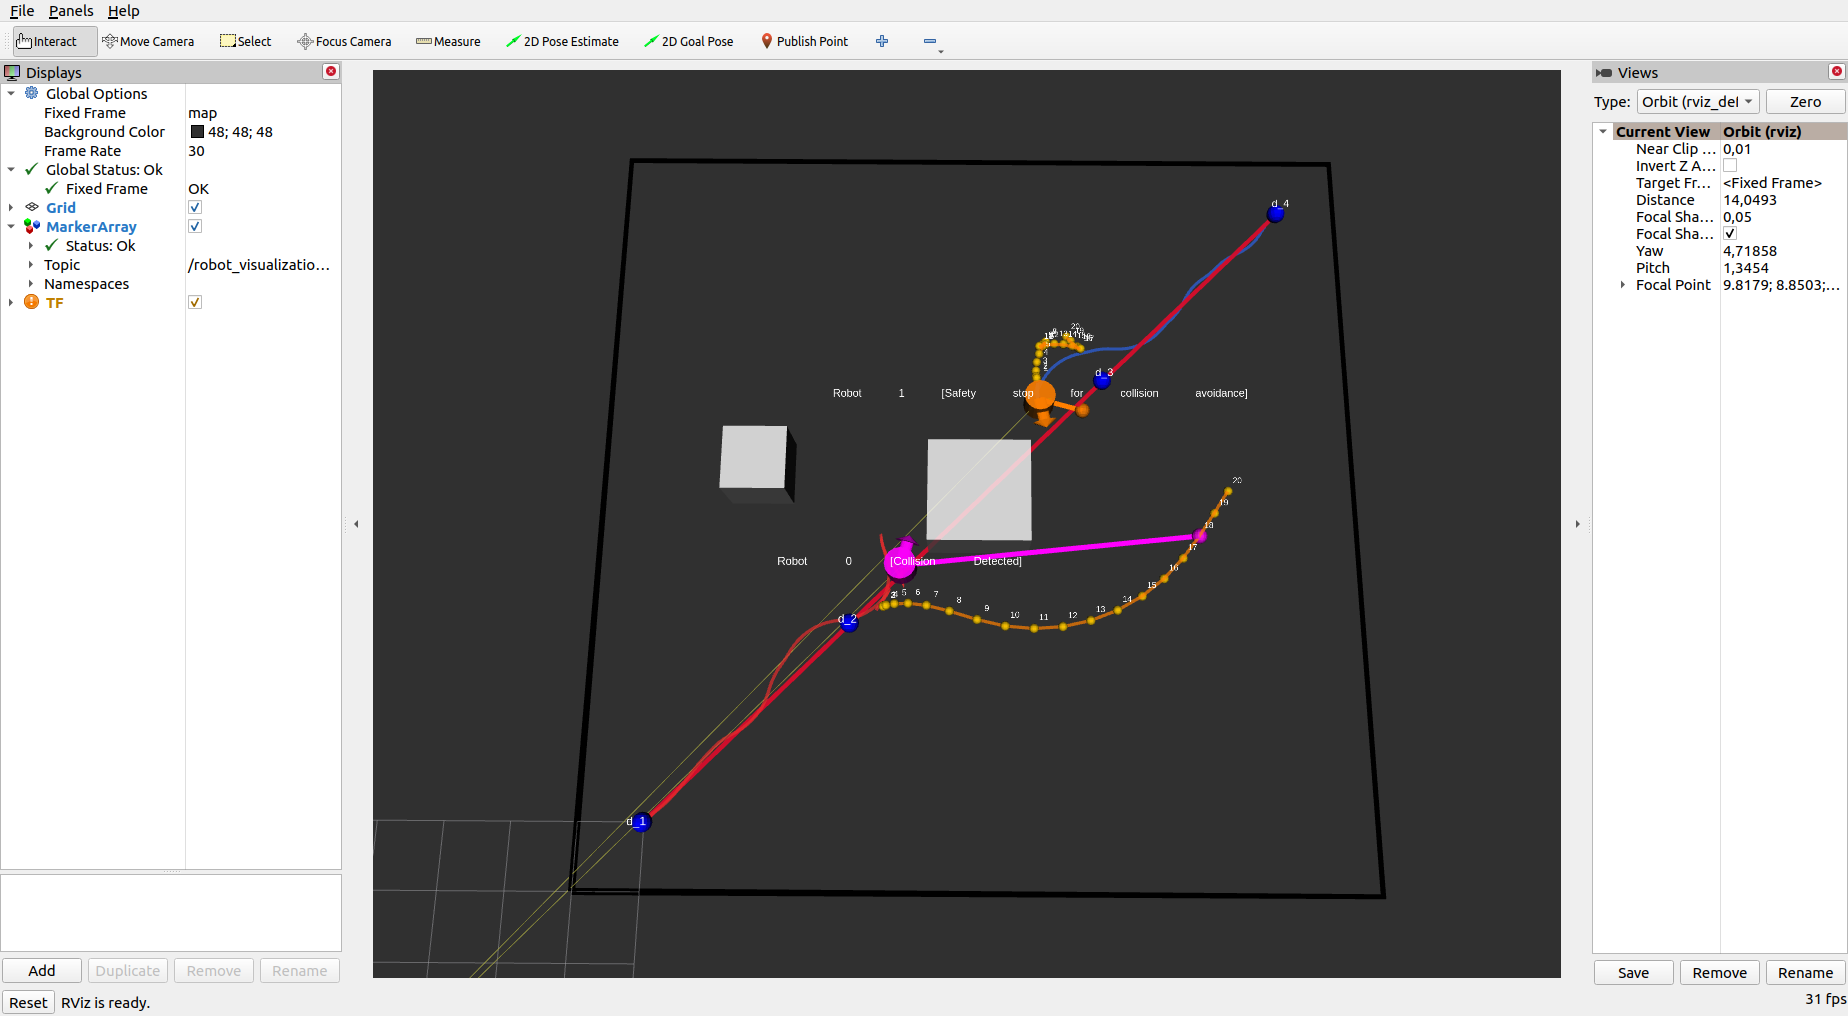 File Panels Help
Interact Move Camera Select Focus Camera Measure 2D Pose Estimate 2D Goal Pose Publish Point
Displays
Global Options
Fixed Frame map
Background Color 48; 48; 48
Frame Rate 30
Global Status: Ok
Fixed Frame OK
Grid
MarkerArray
Status: Ok
Topic /robot_visualizatio...
Namespaces
TF
Add Duplicate Remove Rename
Reset RViz is ready.
d_4
d_3
Robot 1 [Safety stop for collision avoidance]
20
19
18
17
16
15
14
13
12
11
10
9
8
7
6
5
Robot 0 [Collision Detected]
d_2
d_1
Views
Type: Orbit (rviz_def Zero
Current View Orbit (rviz)
Near Clip ... 0,01
Invert Z A...
Target Fr... <Fixed Frame>
Distance 14,0493
Focal Sha... 0,05
Focal Sha...
Yaw 4,71858
Pitch 1,3454
Focal Point 9.8179; 8.8503;...
Save Remove Rename
31 fps